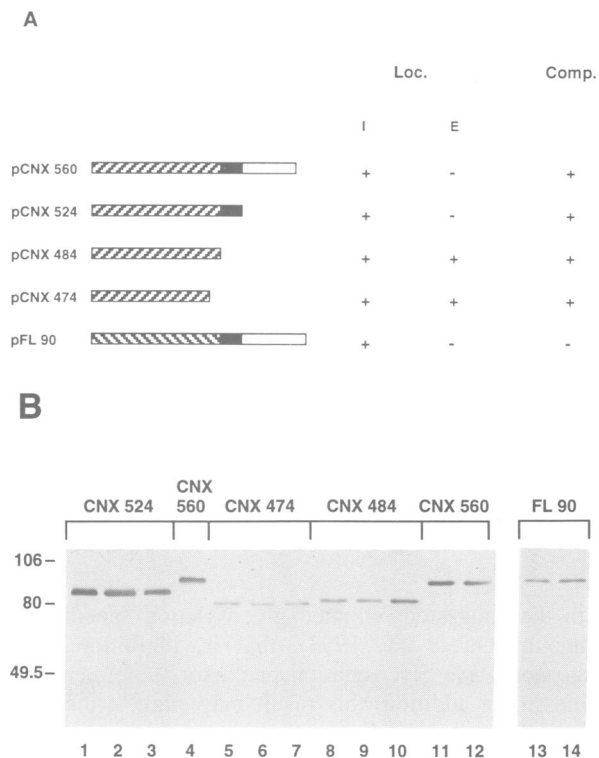 A
Loc. Comp.
I E
pCNX 560 + - +
pCNX 524 + - +
pCNX 484 + + +
pCNX 474 + + +
pFL 90 + - -
B
CNX
CNX 524 560 CNX 474 CNX 484 CNX 560 FL 90
106 –
80 –
49.5 –
1 2 3 4 5 6 7 8 9 10 11 12 13 14